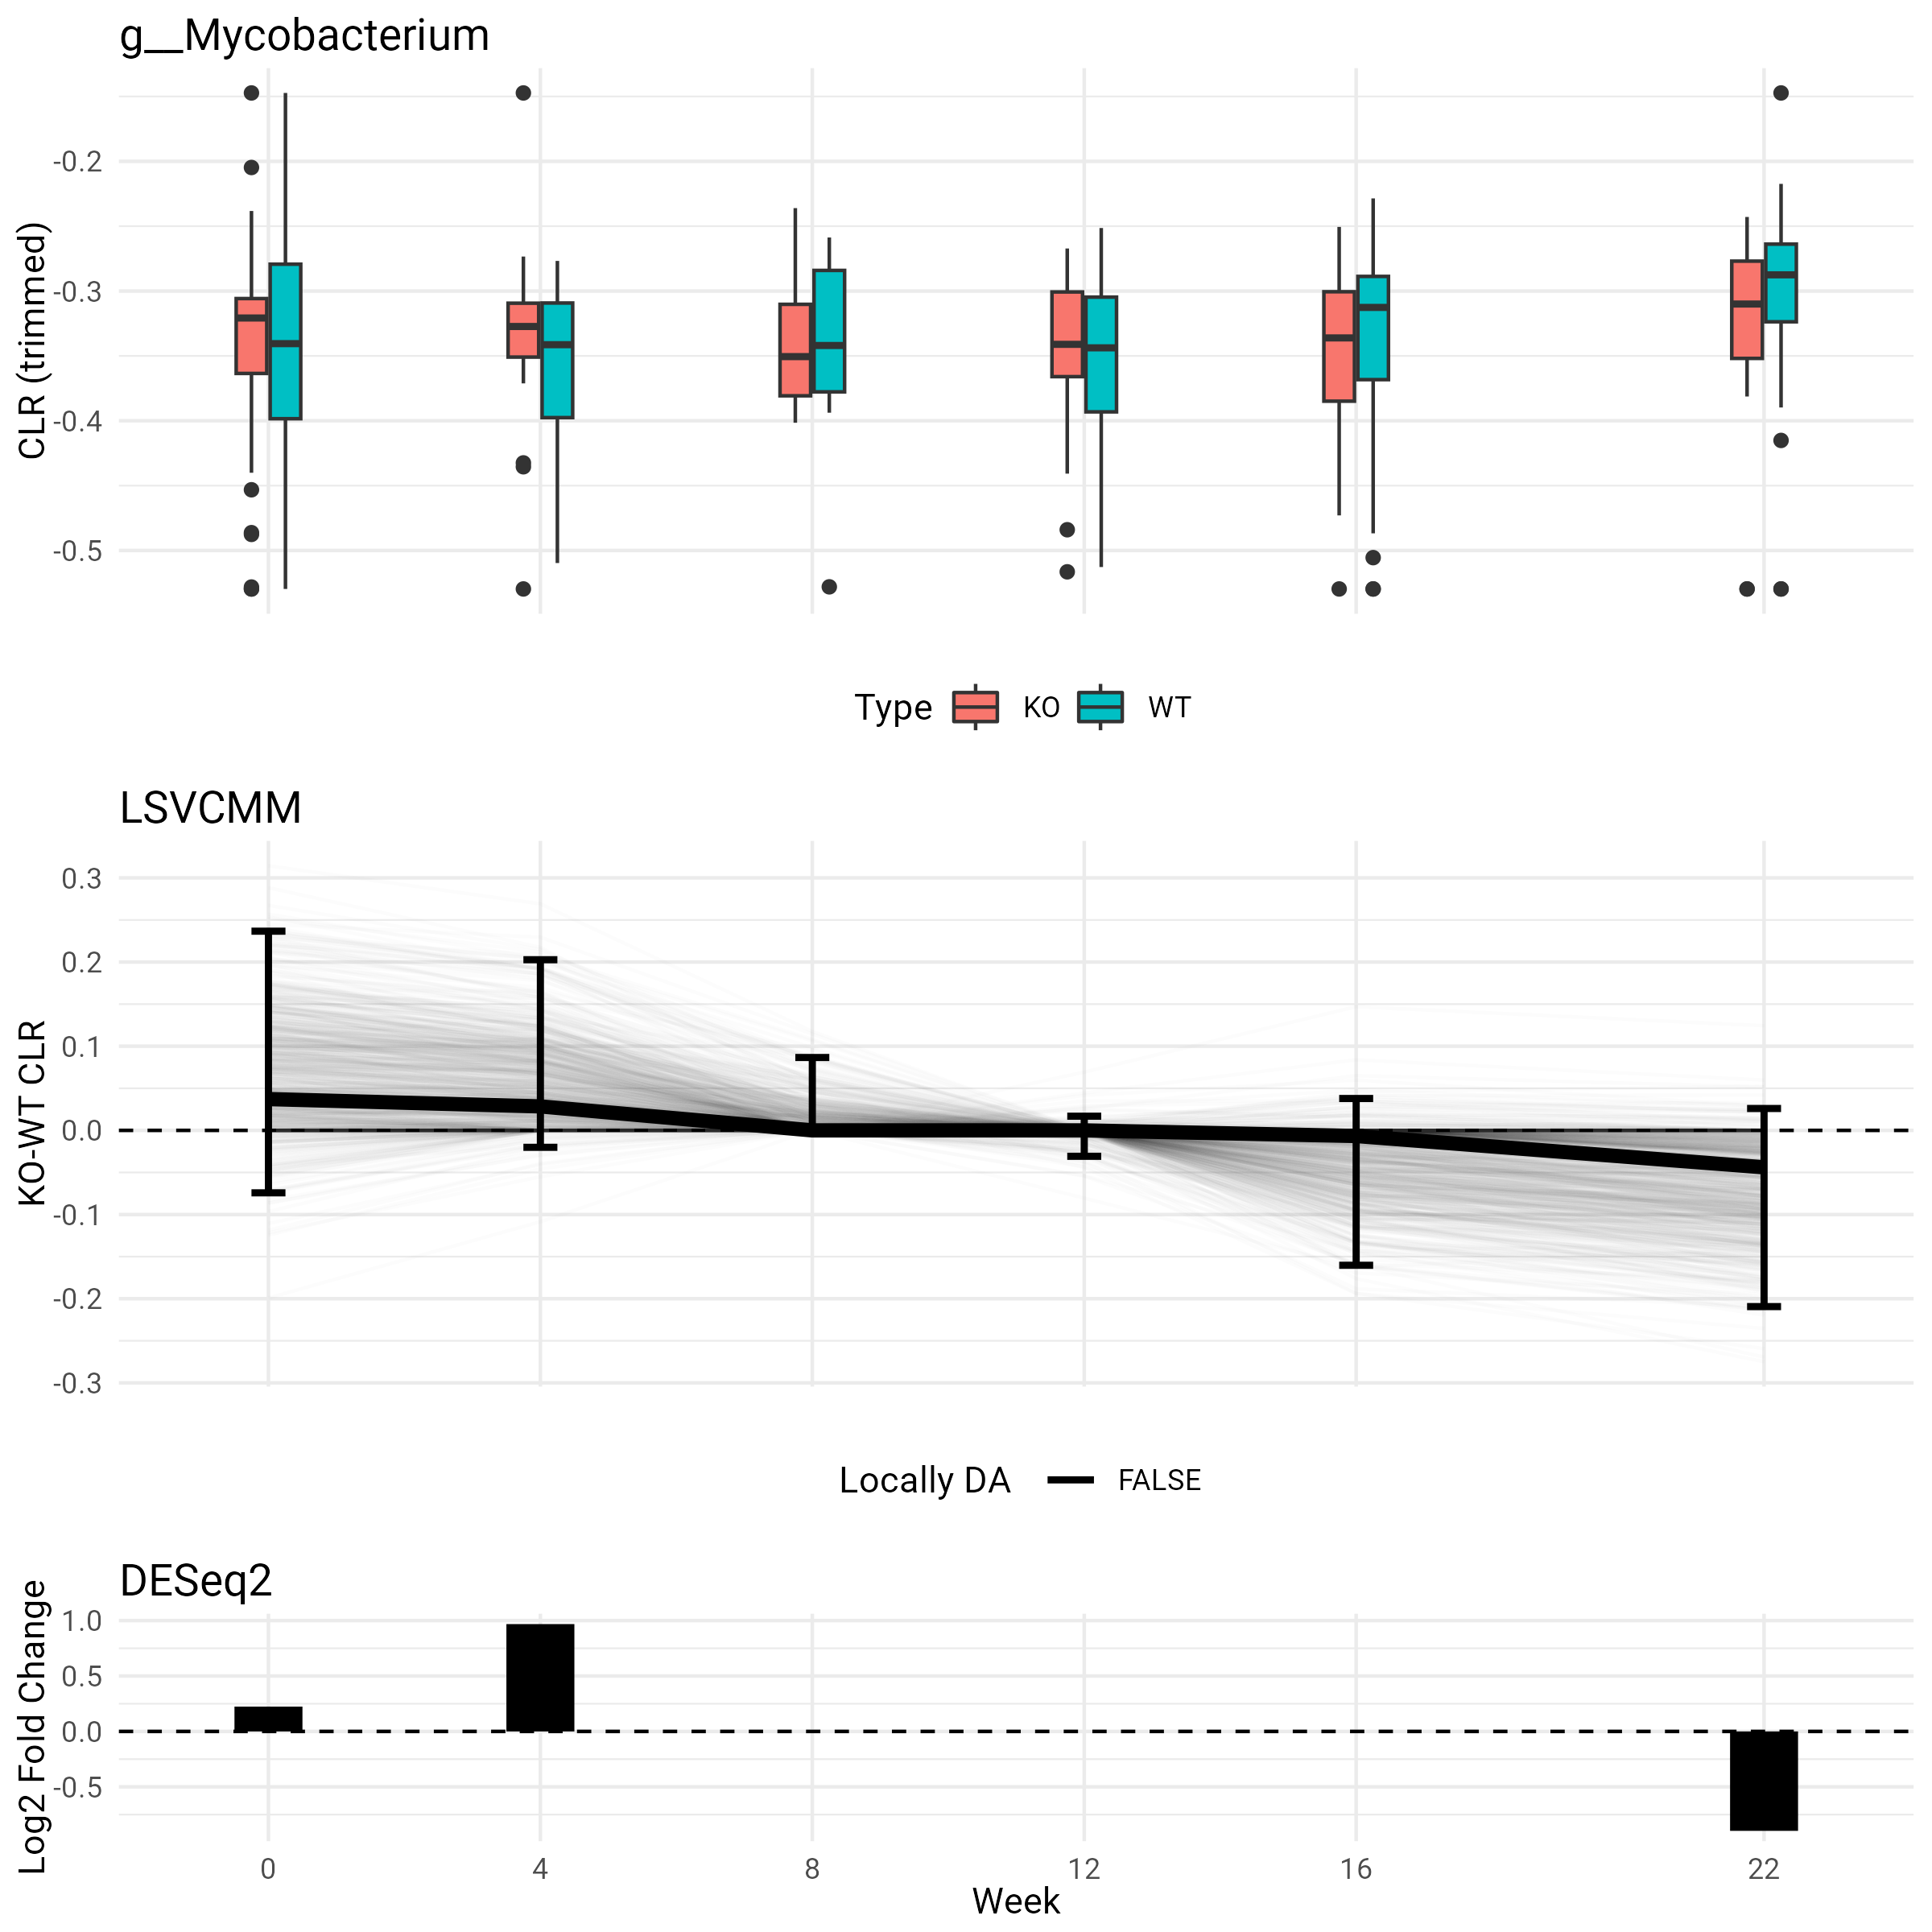 g__Mycobacterium
CLR (trimmed)
-0.2
-0.3
-0.4
-0.5
Type KO WT
LSVCMM
KO-WT CLR
0.3
0.2
0.1
0.0
-0.1
-0.2
-0.3
Locally DA FALSE
DESeq2
Log2 Fold Change
1.0
0.5
0.0
-0.5
0 4 8 12 16 22
Week